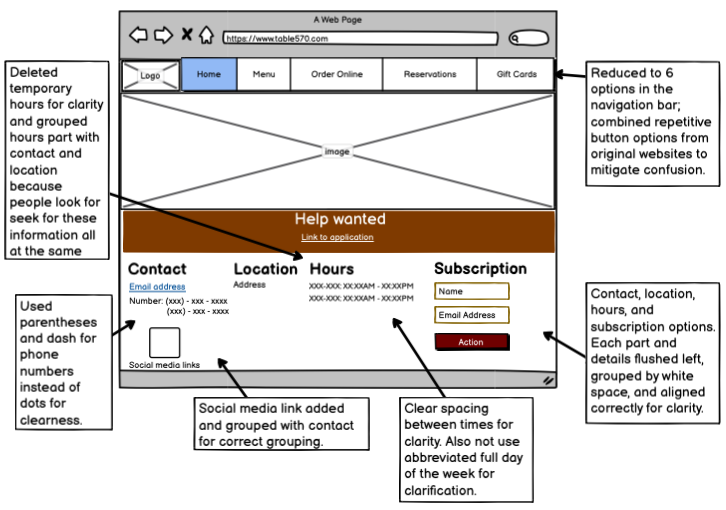 A Web Page
https://www.table570.com
Logo
Home
Menu
Order Online
Reservations
Gift Cards
image
Help wanted
Link to application
Contact
Email address
Number: (xxx) - xxx - xxxx
(xxx) - xxx - xxxx
Social media links
Location
Address
Hours
XXX-XXX: XX:XXAM - XX:XXPM
XXX-XXX: XX:XXAM - XX:XXPM
Subscription
Name
Email Address
Action
Deleted
temporary
hours for clarity
and grouped
hours part with
contact and
location
because
people look for
seek for these
information all
at the same
Used
parentheses
and dash for
phone
numbers
instead of
dots for
clearness.
Social media link added
and grouped with contact
for correct grouping.
Clear spacing
between times for
clarity. Also not use
abbreviated full day
of the week for
clarification.
Reduced to 6
options in the
navigation bar;
combined repetitive
button options from
original websites to
mitigate confusion.
Contact, location,
hours, and
subscription options.
Each part and
details flushed left,
grouped by white
space, and aligned
correctly for clarity.